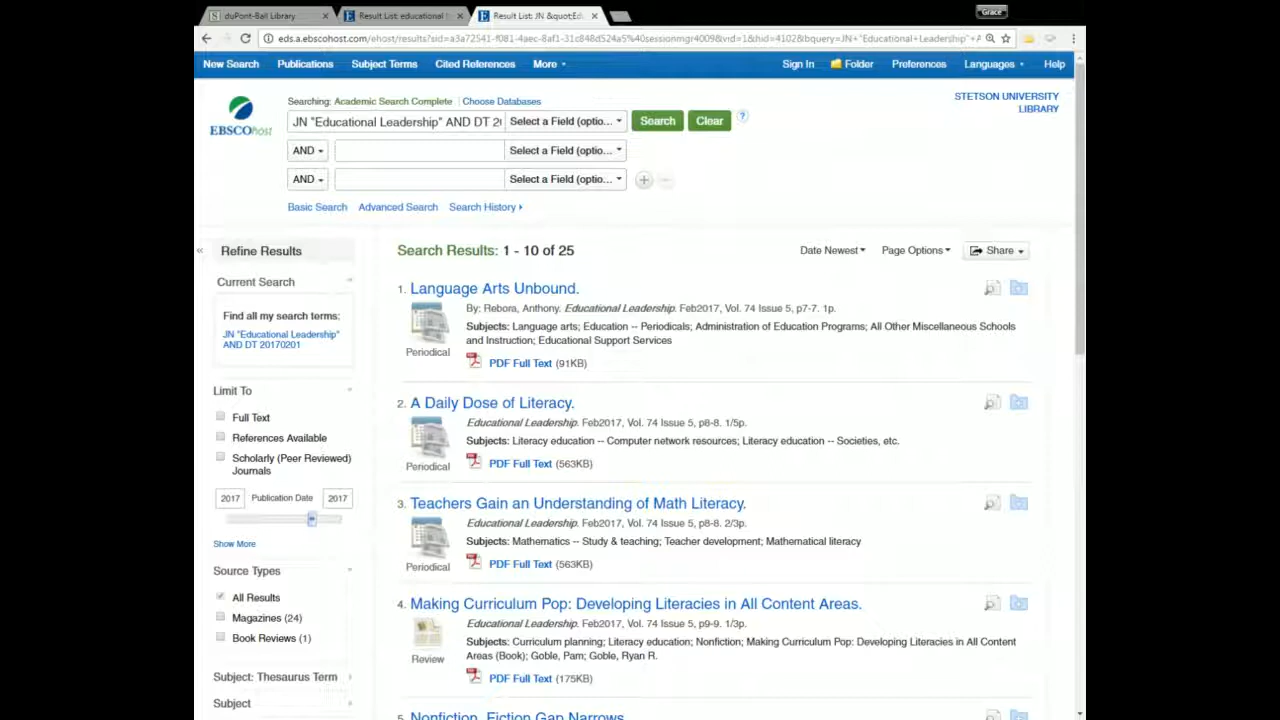 duPont-Ball Library
Result List: educational
Result List: JN &quot;Edu
Grace
eds.a.ebscohost.com/ehost/results?sid=a3a72541-f081-4aec-8af1-31c848d524a5%40sessionmgr4009&vid=1&hid=4102&bquery=JN+"Educational+Leadership"+A
New Search Publications Subject Terms Cited References More Sign In Folder Preferences Languages Help
STETSON UNIVERSITY
LIBRARY
EBSCOhost
Searching: Academic Search Complete Choose Databases
JN "Educational Leadership" AND DT 20 Select a Field (optio... Search Clear ?
AND Select a Field (optio...
AND Select a Field (optio...
Basic Search Advanced Search Search History
« Refine Results
Current Search
Find all my search terms:
JN "Educational Leadership"
AND DT 20170201
Limit To
Full Text
References Available
Scholarly (Peer Reviewed)
Journals
2017 Publication Date 2017
Show More
Source Types
All Results
Magazines (24)
Book Reviews (1)
Subject: Thesaurus Term
Subject
Search Results: 1 - 10 of 25
Date Newest Page Options Share
1. Language Arts Unbound.
By: Rebora, Anthony. Educational Leadership. Feb2017, Vol. 74 Issue 5, p7-7. 1p.
Subjects: Language arts; Education -- Periodicals; Administration of Education Programs; All Other Miscellaneous Schools
and Instruction; Educational Support Services
Periodical
PDF Full Text (91KB)
2. A Daily Dose of Literacy.
Educational Leadership. Feb2017, Vol. 74 Issue 5, p8-8. 1/5p.
Subjects: Literacy education -- Computer network resources; Literacy education -- Societies, etc.
Periodical
PDF Full Text (563KB)
3. Teachers Gain an Understanding of Math Literacy.
Educational Leadership. Feb2017, Vol. 74 Issue 5, p8-8. 2/3p.
Subjects: Mathematics -- Study & teaching; Teacher development; Mathematical literacy
Periodical
PDF Full Text (563KB)
4. Making Curriculum Pop: Developing Literacies in All Content Areas.
Educational Leadership. Feb2017, Vol. 74 Issue 5, p9-9. 1/3p.
Subjects: Curriculum planning; Literacy education; Nonfiction; Making Curriculum Pop: Developing Literacies in All Content
Areas (Book); Goble, Pam; Goble, Ryan R.
Review
PDF Full Text (175KB)
5. Nonfiction, Fiction Gap Narrows.